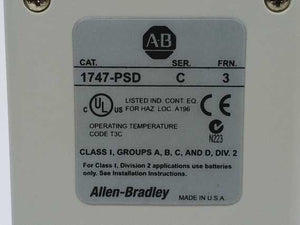 A-B
CAT. SER. FRN.
1747-PSD C 3
C UL US LISTED IND. CONT. EQ.
FOR HAZ. LOC. A196
CE
OPERATING TEMPERATURE
CODE T3C
N223
CLASS I, GROUPS A, B, C, AND D, DIV. 2
For Class I, Division 2 applications use batteries
only. See Installation Instructions.
Allen-Bradley
MADE IN U.S.A.